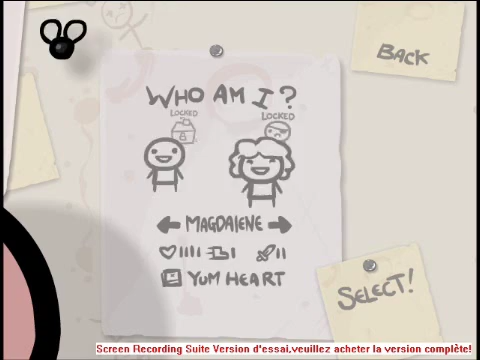 BACK
WHO AM I?
LOCKED LOCKED
MAGDALENE
YUM HEART
SELECT!
Screen Recording Suite Version d'essai,veuillez acheter la version complète!